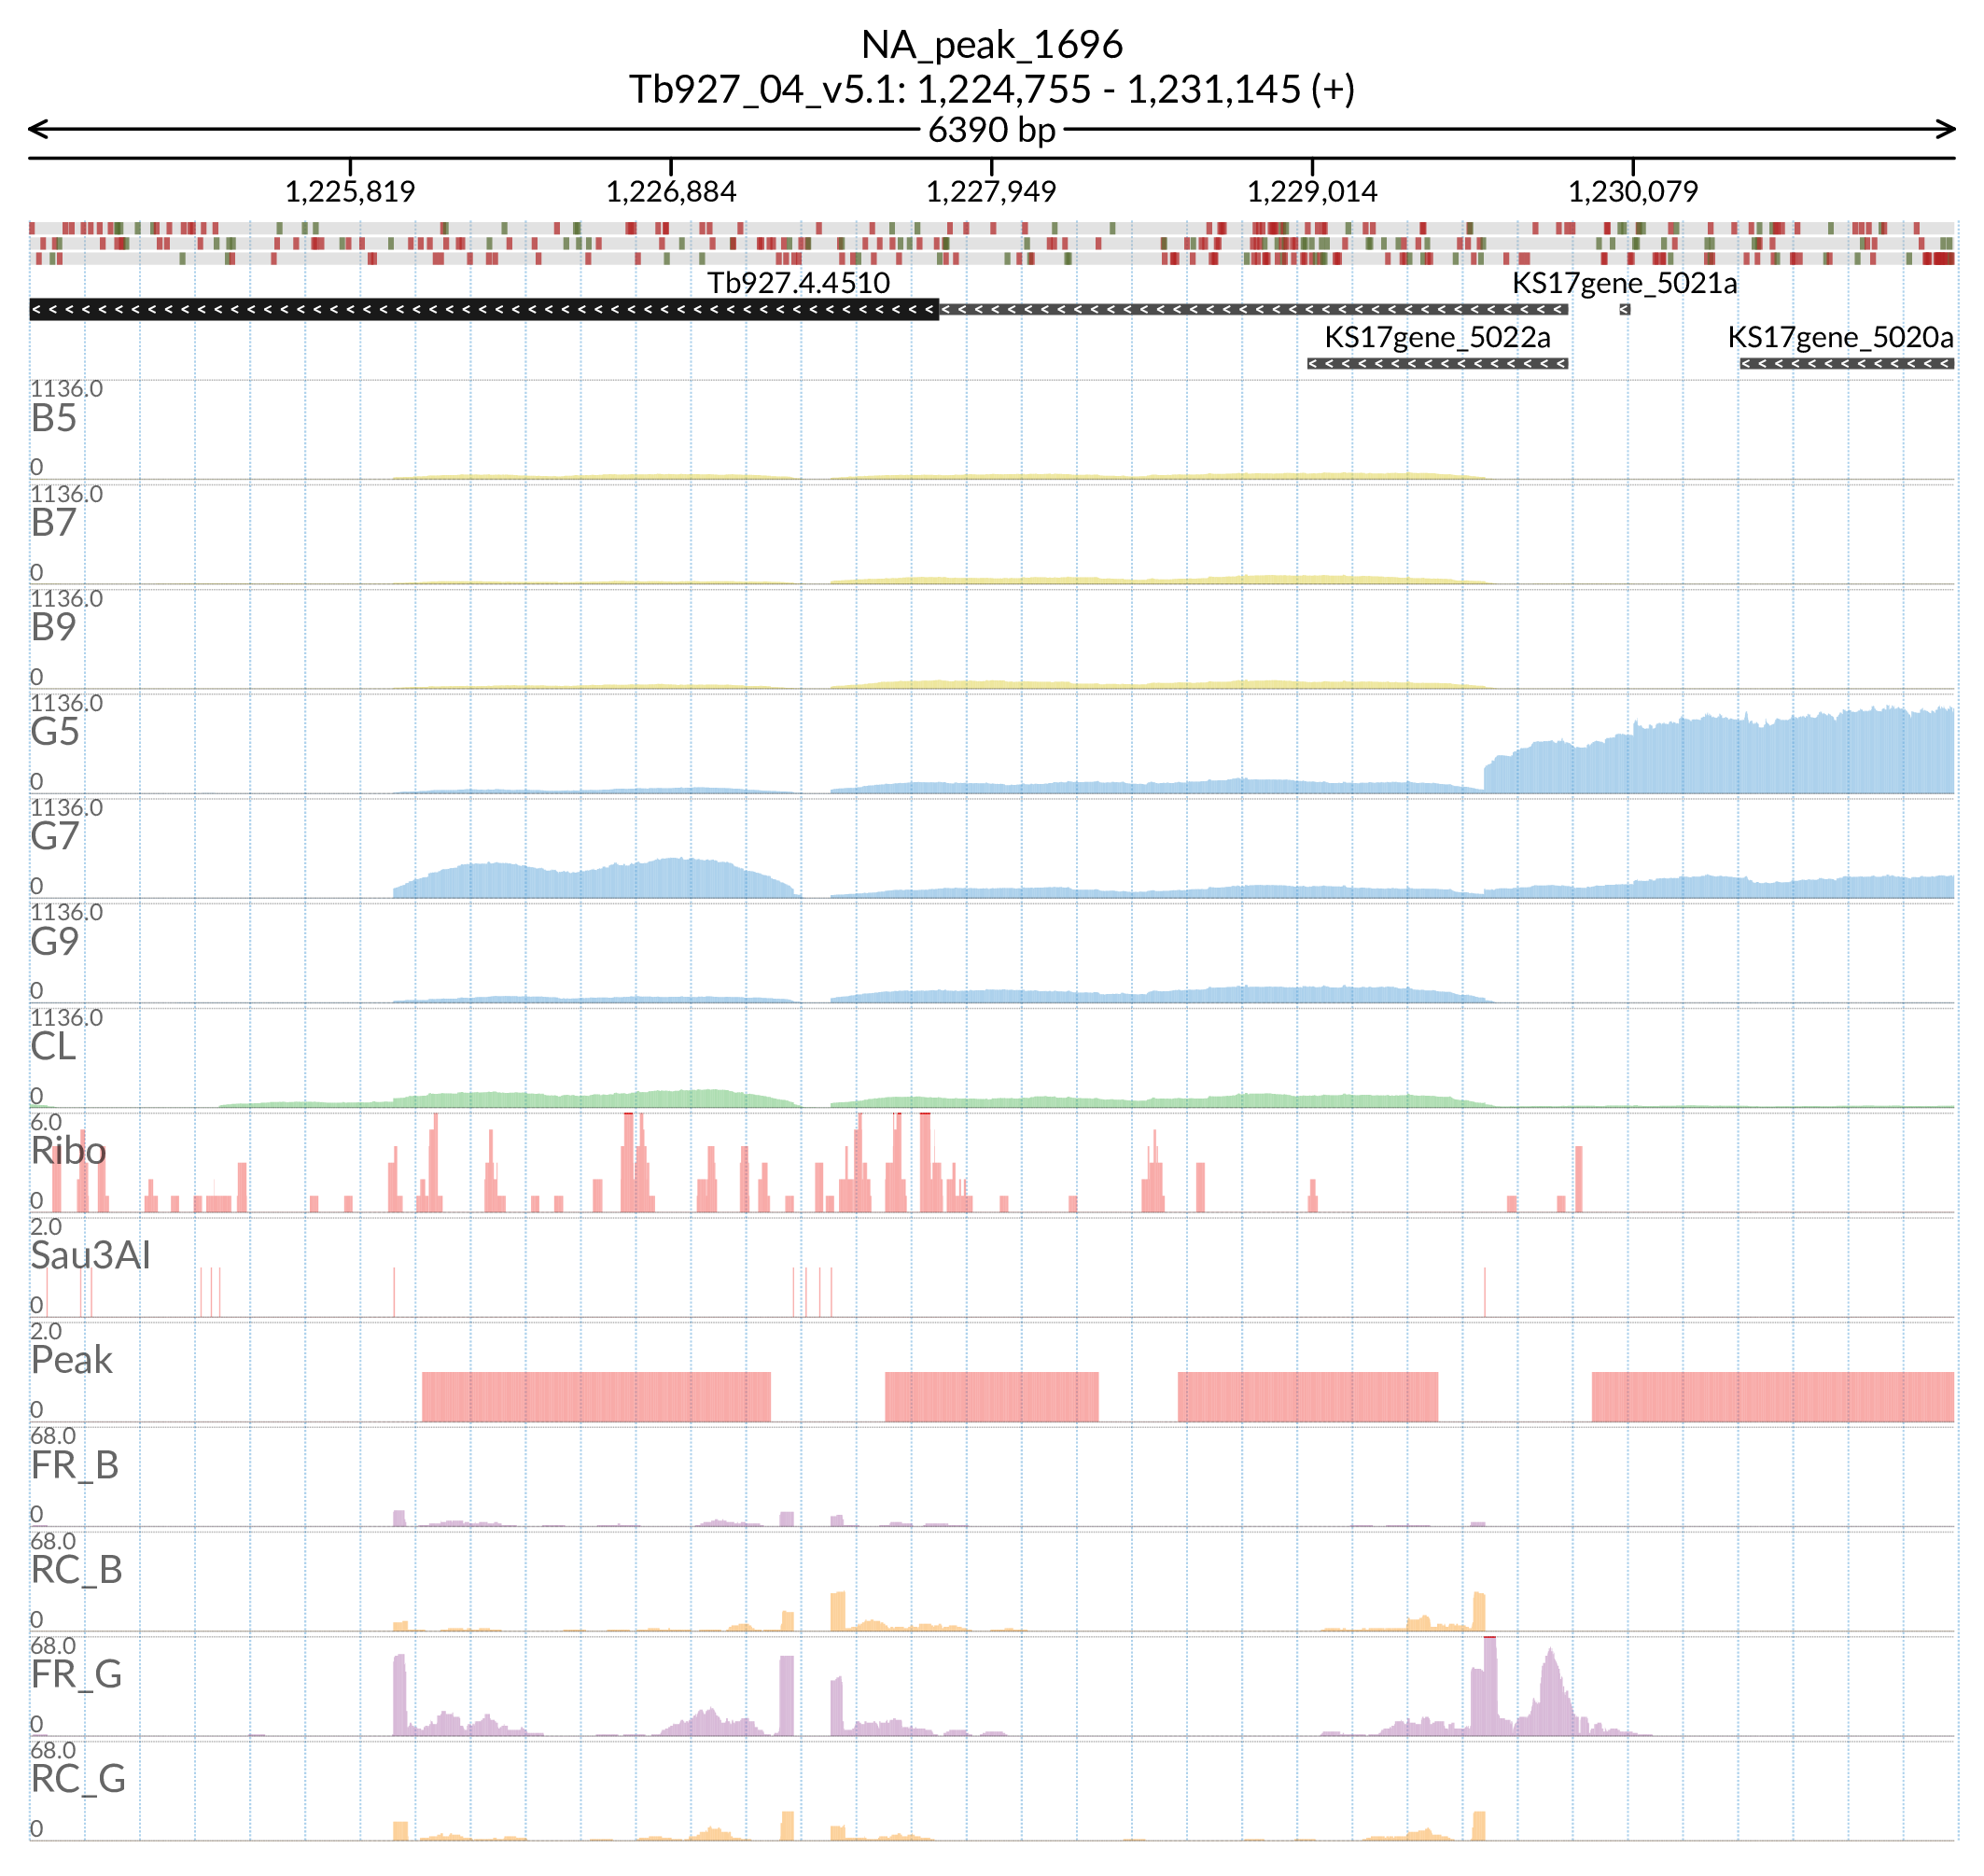 NA_peak_1696
Tb927_04_v5.1: 1,224,755 - 1,231,145 (+)
6390 bp
1,225,819 1,226,884 1,227,949 1,229,014 1,230,079
Tb927.4.4510 KS17gene_5021a
KS17gene_5022a KS17gene_5020a
1136.0
B5
0
1136.0
B7
0
1136.0
B9
0
1136.0
G5
0
1136.0
G7
0
1136.0
G9
0
1136.0
CL
0
6.0
Ribo
0
2.0
Sau3AI
0
2.0
Peak
0
68.0
FR_B
0
68.0
RC_B
0
68.0
FR_G
0
68.0
RC_G
0